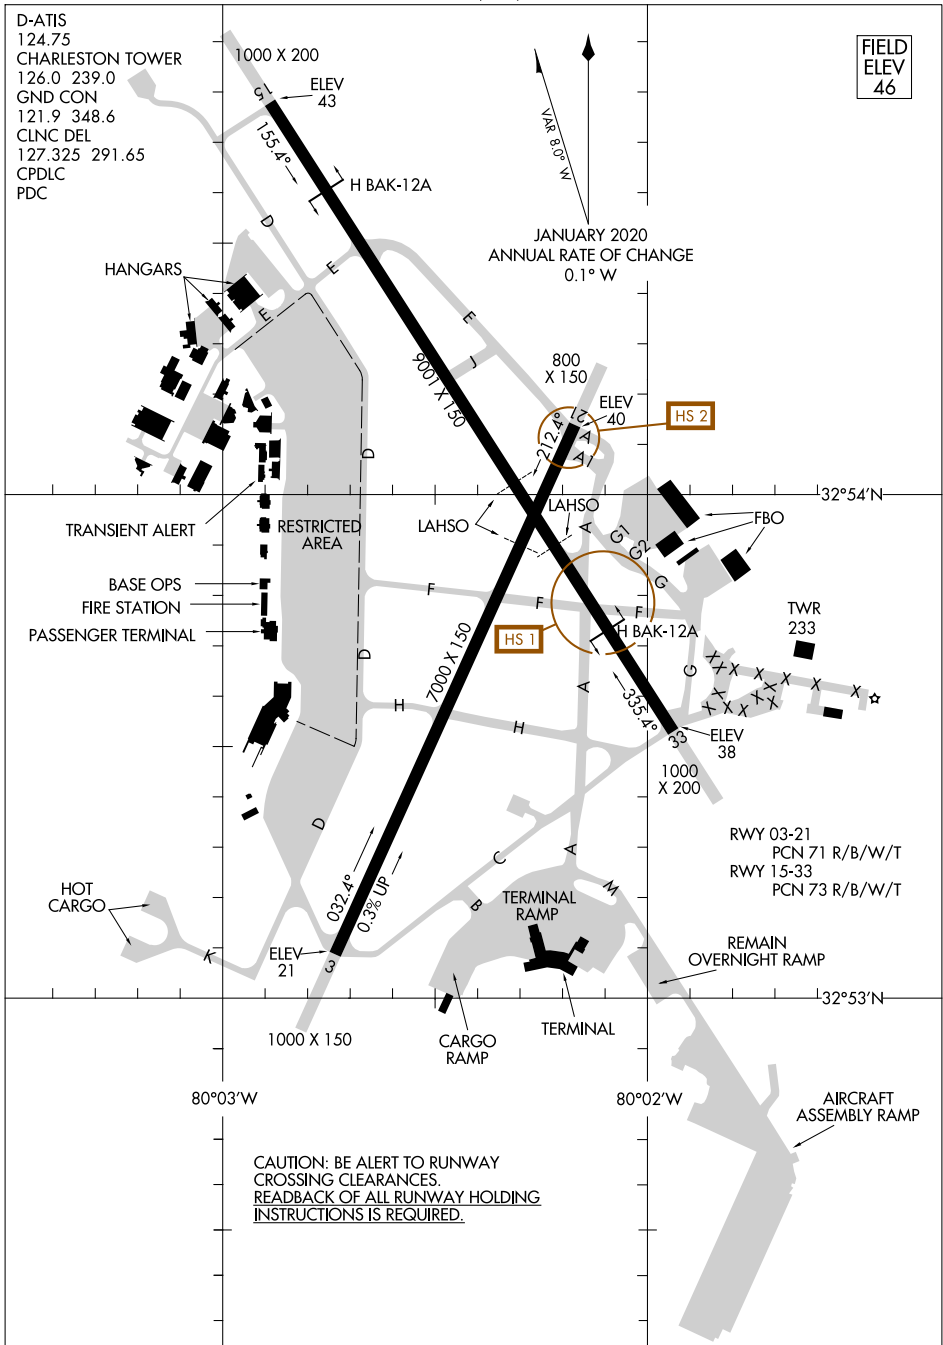 D-ATIS
124.75
CHARLESTON TOWER
126.0 239.0
GND CON
121.9 348.6
CLNC DEL
127.325 291.65
CPDLC
PDC
FIELD
ELEV
46
1000 X 200
15
ELEV
43
155.4°
H BAK-12A
VAR 8.0° W
JANUARY 2020
ANNUAL RATE OF CHANGE
0.1° W
D
E
HANGARS
E
E
J
9001 X 150
800
X 150
21
ELEV
40
HS 2
212.4°
A
A1
D
32°54'N
LAHSO
LAHSO
A
G1
G2
G
FBO
TRANSIENT ALERT
RESTRICTED
AREA
BASE OPS
FIRE STATION
PASSENGER TERMINAL
F
F
F
HS 1
H BAK-12A
TWR
233
D
7000 X 150
A
G
X X X X X X X X X X X X
335.4°
H
H
33
ELEV
38
1000
X 200
D
C
A
M
B
RWY 03-21
PCN 71 R/B/W/T
RWY 15-33
PCN 73 R/B/W/T
032.4°
0.3% UP
HOT
CARGO
K
ELEV
21
3
TERMINAL
RAMP
REMAIN
OVERNIGHT RAMP
32°53'N
1000 X 150
CARGO
RAMP
TERMINAL
80°03'W
80°02'W
AIRCRAFT
ASSEMBLY RAMP
CAUTION: BE ALERT TO RUNWAY
CROSSING CLEARANCES.
READBACK OF ALL RUNWAY HOLDING
INSTRUCTIONS IS REQUIRED.